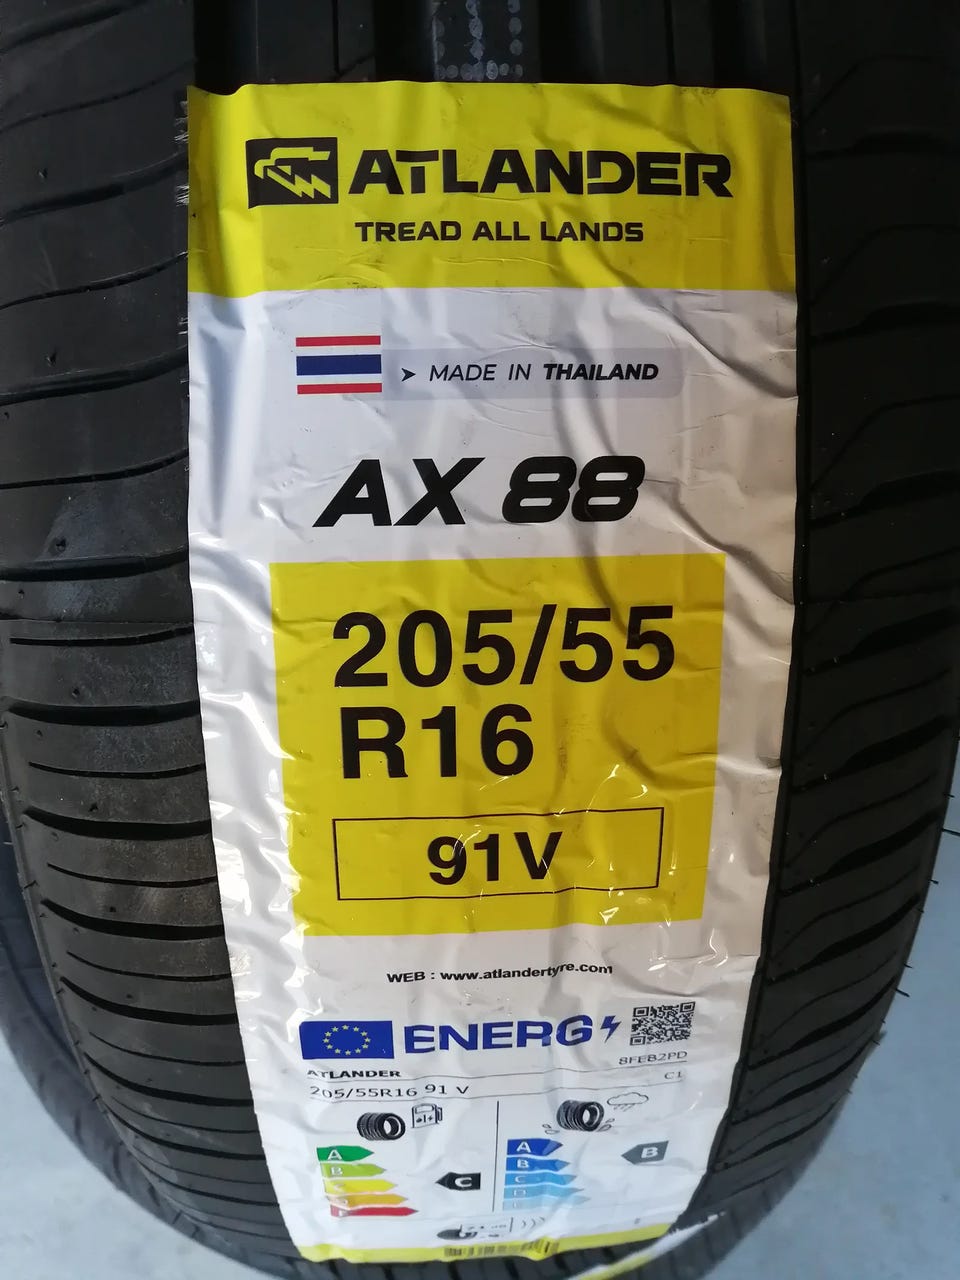 ATLANDER
TREAD ALL LANDS
MADE IN THAILAND
AX 88
205/55
R16
91V
WEB : www.atlandertyre.com
ENERG
8FEB2PD
ATLANDER
C1
205/55R16 91 V
A
A
B
B
B
C
C
D